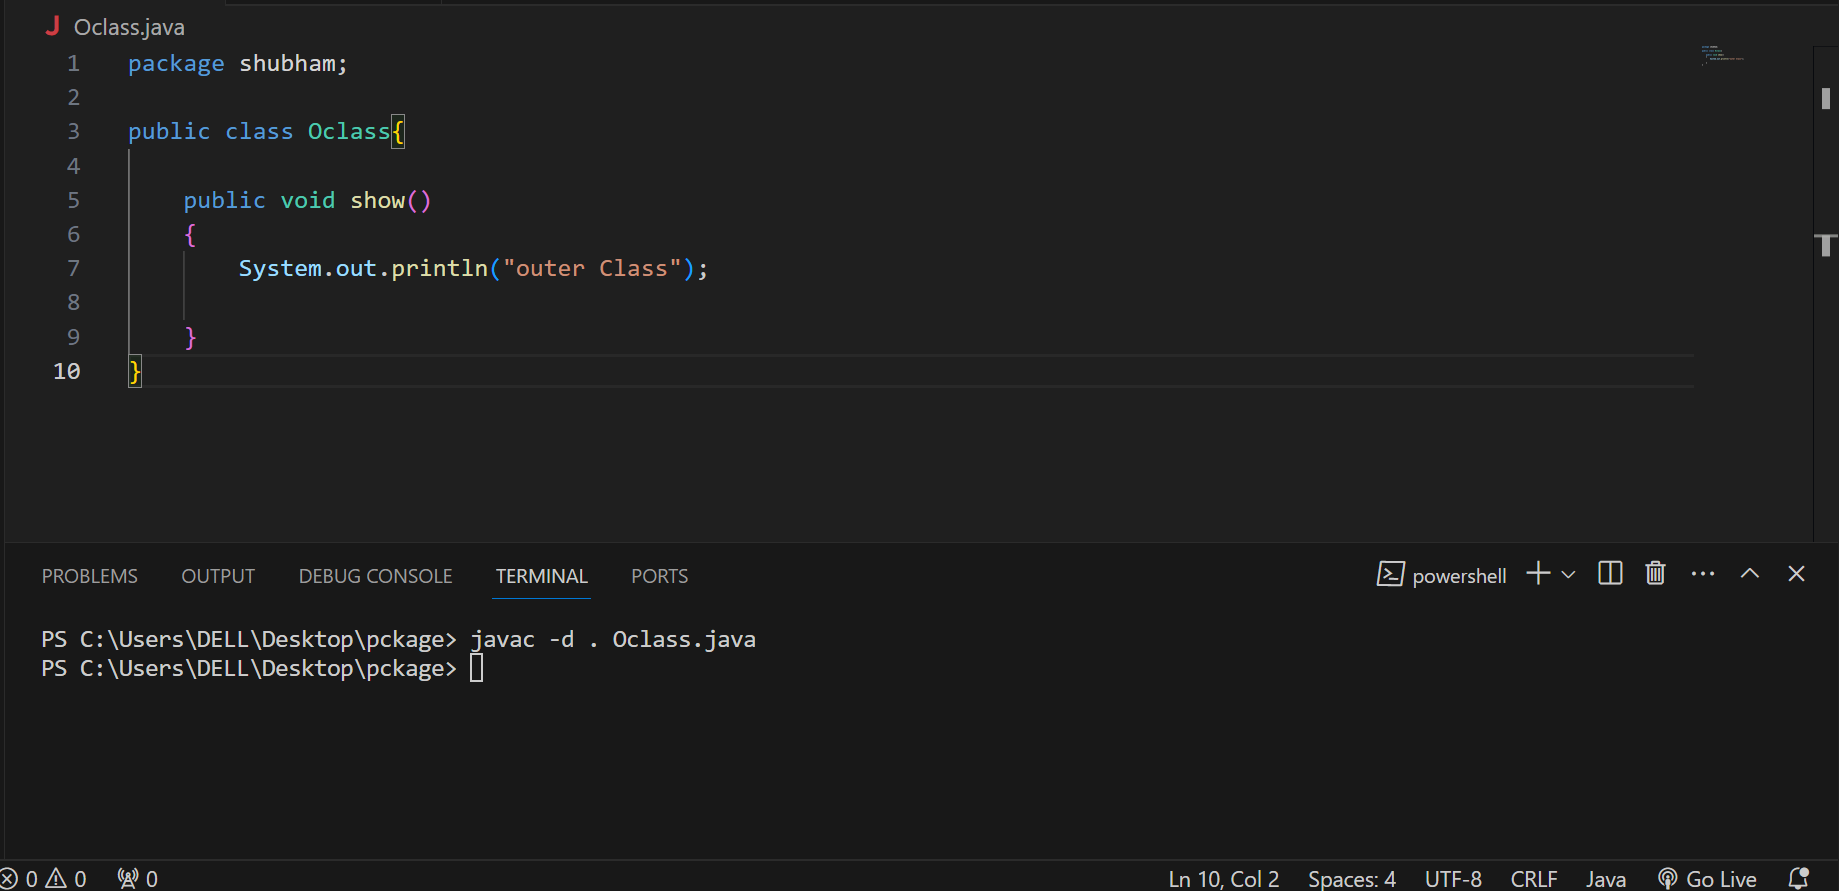 Oclass.java
1 package shubham;
2
3 public class Oclass{
4
5 public void show()
6 {
7 System.out.println("outer Class");
8
9 }
10 }
PROBLEMS OUTPUT DEBUG CONSOLE TERMINAL PORTS powershell
PS C:\Users\DELL\Desktop\pckage> javac -d . Oclass.java
PS C:\Users\DELL\Desktop\pckage>
0 0 0 Ln 10, Col 2 Spaces: 4 UTF-8 CRLF Java Go Live